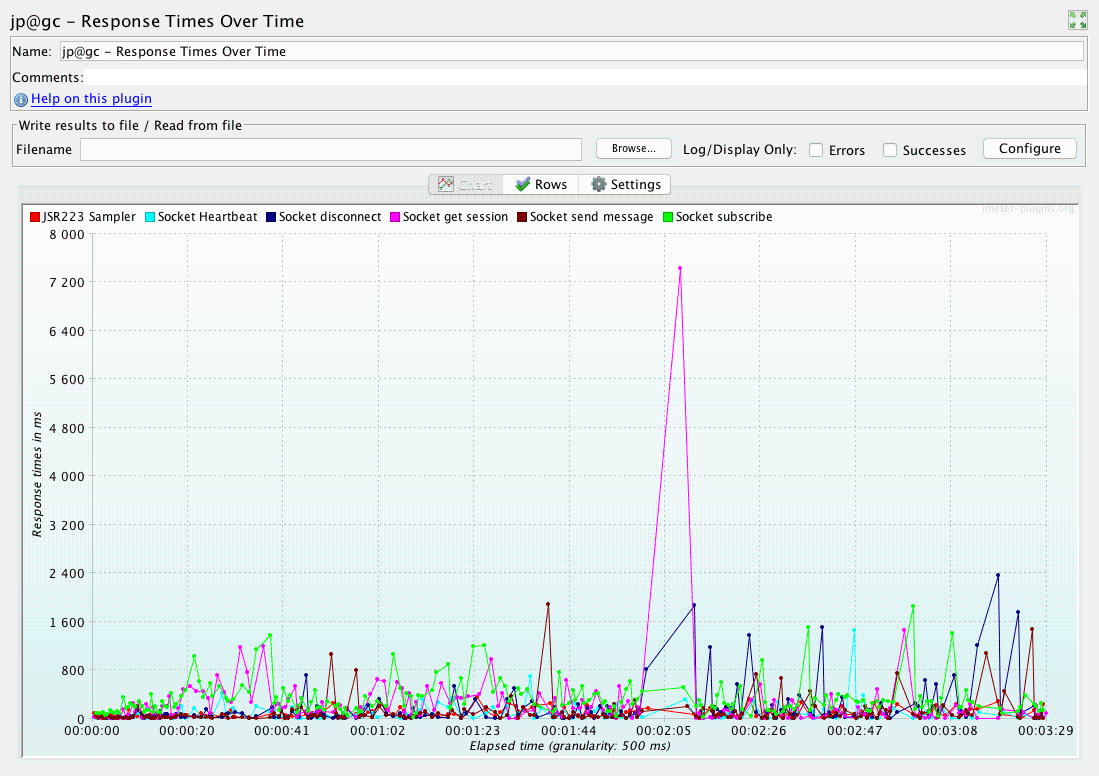 jp@gc - Response Times Over Time
Name: jp@gc - Response Times Over Time
Comments:
Help on this plugin
Write results to file / Read from file
Filename Browse... Log/Display Only: Errors Successes Configure
Chart Rows Settings
JSR223 Sampler Socket Heartbeat Socket disconnect Socket get session Socket send message Socket subscribe
jmeter-plugins.org
8 000
7 200
6 400
5 600
4 800
4 000
3 200
2 400
1 600
800
0
Response times in ms
00:00:00 00:00:20 00:00:41 00:01:02 00:01:23 00:01:44 00:02:05 00:02:26 00:02:47 00:03:08 00:03:29
Elapsed time (granularity: 500 ms)